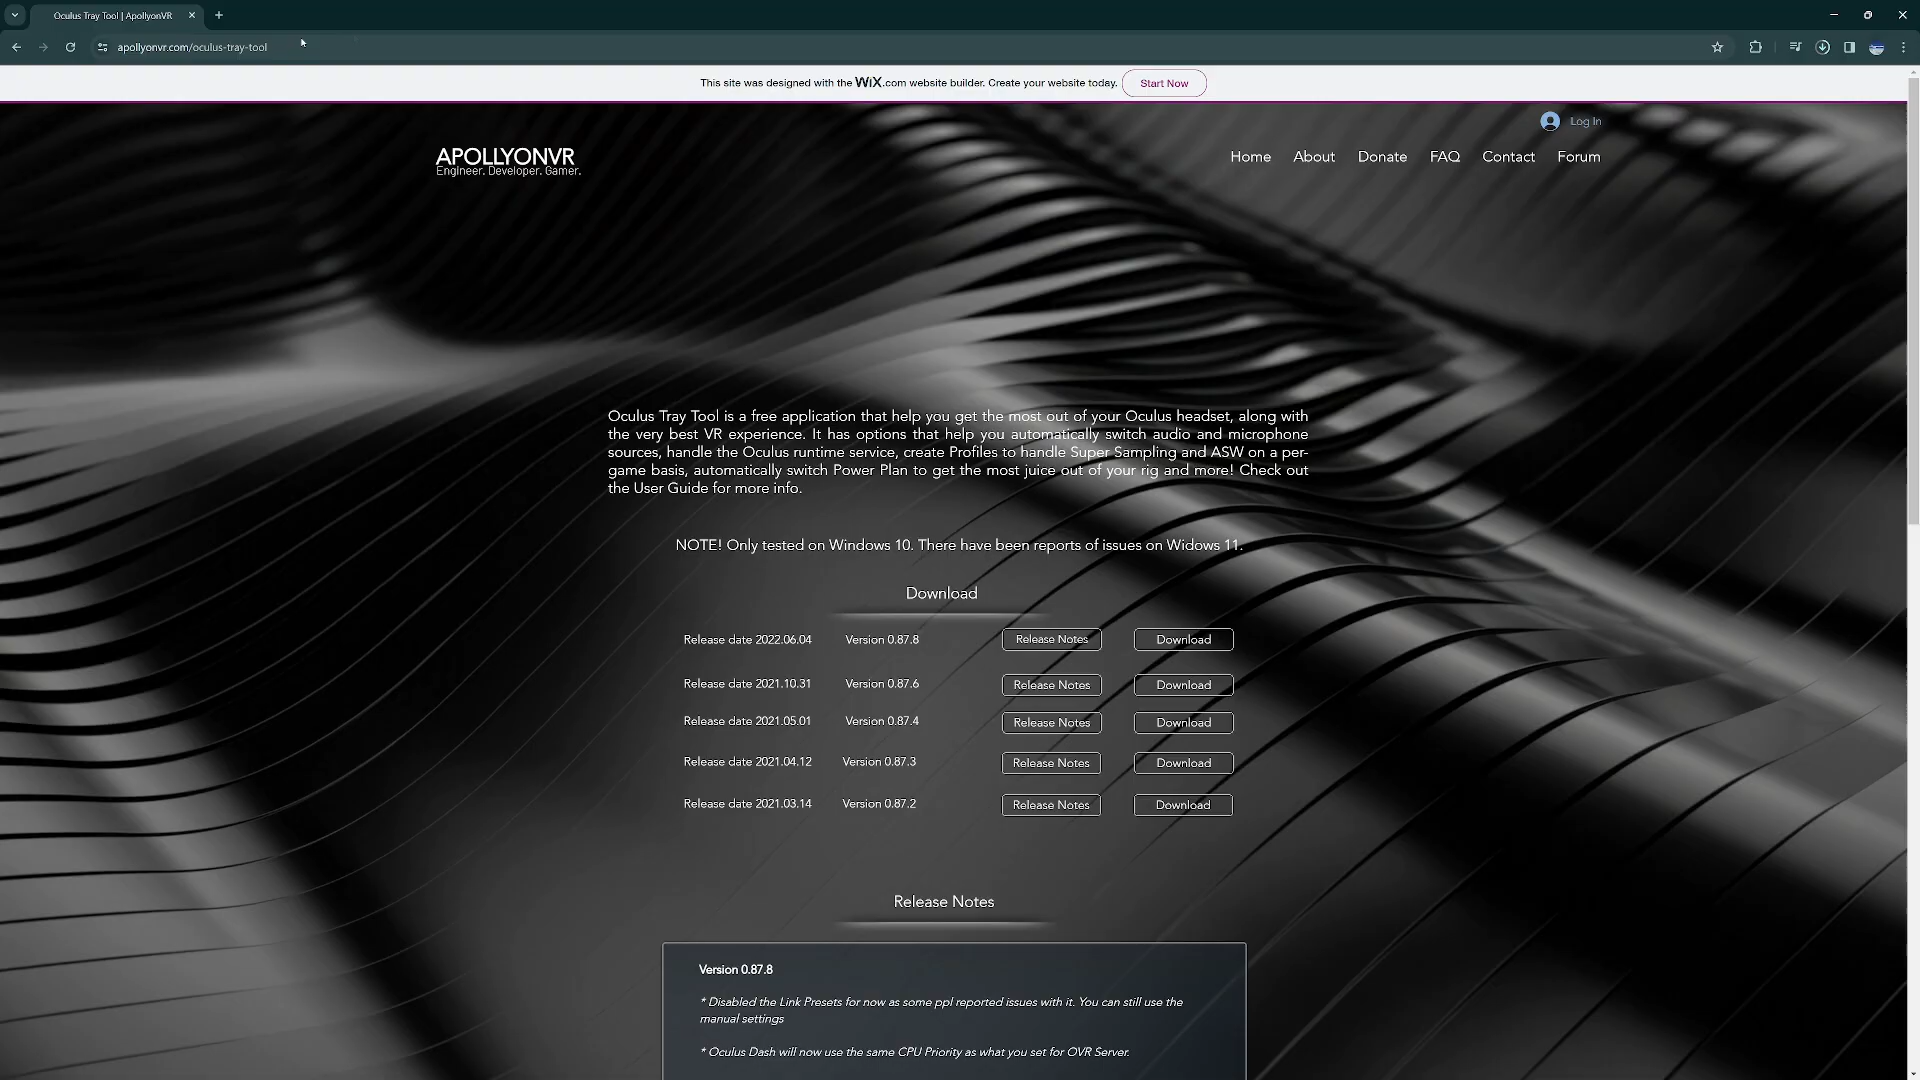 Oculus Tray Tool | ApollyonVR
apollyonvr.com/oculus-tray-tool
This site was designed with the WiX.com website builder. Create your website today. Start Now
Log In
APOLLYONVR
Engineer. Developer. Gamer.
Home About Donate FAQ Contact Forum
Oculus Tray Tool is a free application that help you get the most out of your Oculus headset, along with
the very best VR experience. It has options that help you automatically switch audio and microphone
sources, handle the Oculus runtime service, create Profiles to handle Super Sampling and ASW on a per-
game basis, automatically switch Power Plan to get the most juice out of your rig and more! Check out
the User Guide for more info.
NOTE! Only tested on Windows 10. There have been reports of issues on Widows 11.
Download
Release date 2022.06.04 Version 0.87.8 Release Notes Download
Release date 2021.10.31 Version 0.87.6 Release Notes Download
Release date 2021.05.01 Version 0.87.4 Release Notes Download
Release date 2021.04.12 Version 0.87.3 Release Notes Download
Release date 2021.03.14 Version 0.87.2 Release Notes Download
Release Notes
Version 0.87.8
* Disabled the Link Presets for now as some ppl reported issues with it. You can still use the
manual settings
* Oculus Dash will now use the same CPU Priority as what you set for OVR Server.